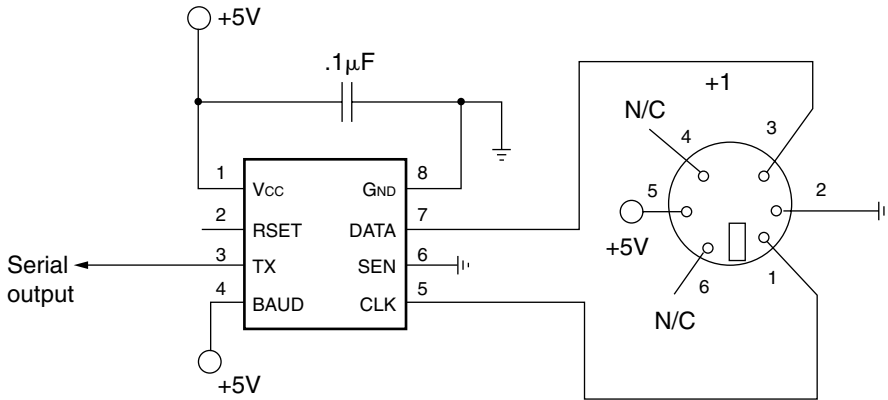 +5V
.1µF
+1
N/C
4
3
1
8
VCC
GND
5
2
2
7
RSET
DATA
+5V
3
6
Serial
output
TX
SEN
6
1
4
5
BAUD
CLK
N/C
+5V